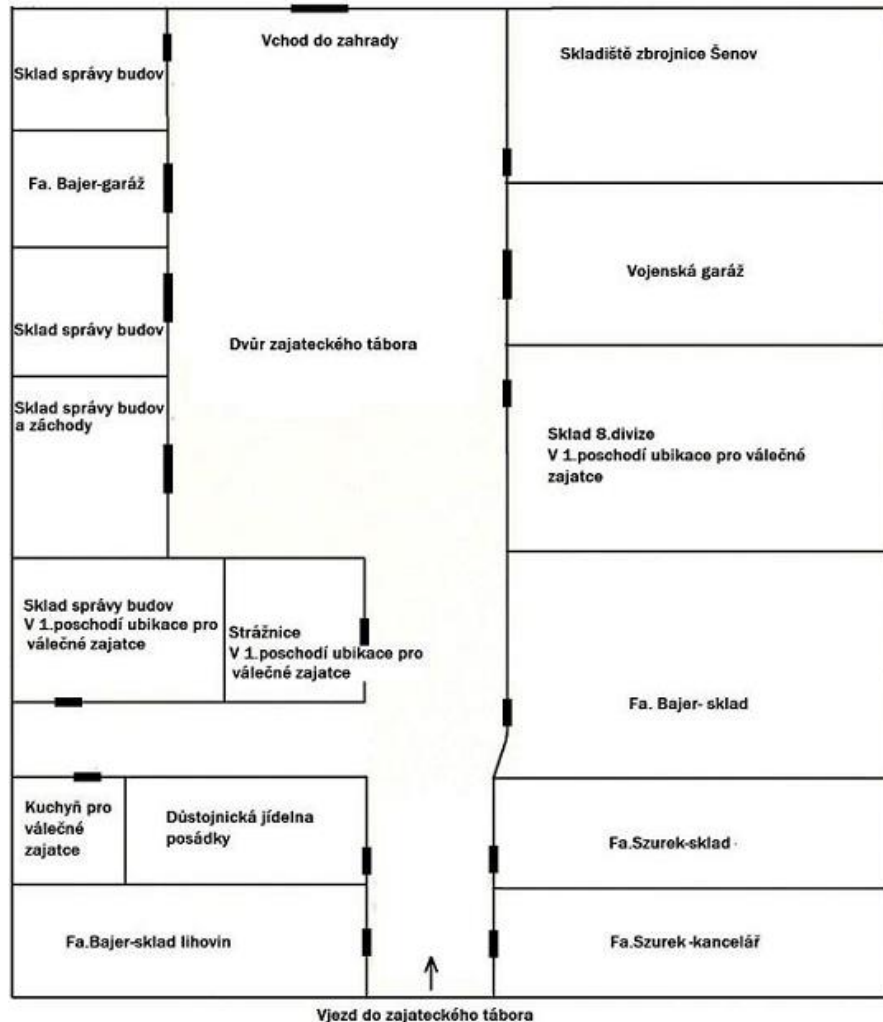 Vchod do zahrady
Skladiště zbrojnice Šenov
Sklad správy budov
Fa. Bajer-garáž
Vojenská garáž
Sklad správy budov
Dvůr zajateckého tábora
Sklad správy budov
a záchody
Sklad 8.divize
V 1.poschodí ubikace pro válečné
zajatce
Sklad správy budov
V 1.poschodí ubikace pro
válečné zajatce
Strážnice
V 1.poschodí ubikace pro
válečné zajatce
Fa. Bajer- sklad
Kuchyň pro
válečné
zajatce
Důstojnická jídelna
posádky
Fa.Szurek-sklad
Fa.Bajer-sklad lihovin
Fa.Szurek-kancelář
Vjezd do zajateckého tábora